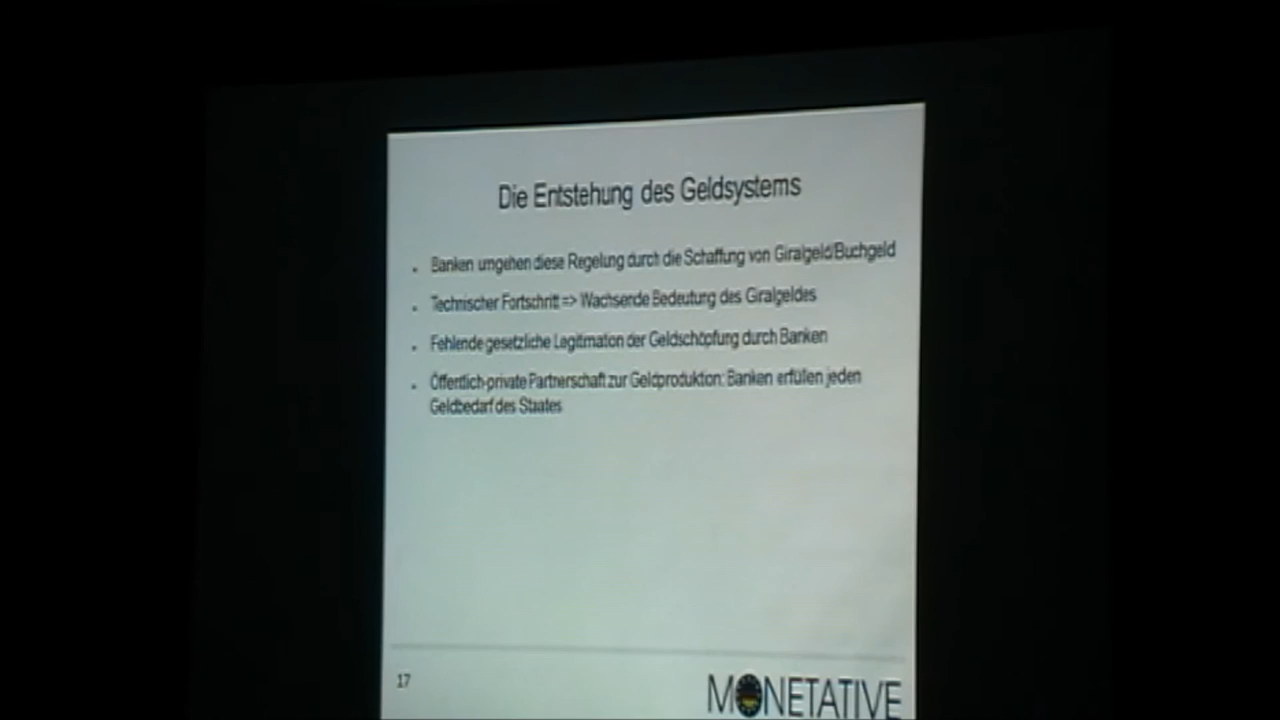 Die Entstehung des Geldsystems
Banken umgehen diese Regelung durch die Schaffung von Giralgeld/Buchgeld
Technischer Fortschritt => Wachsende Bedeutung des Giralgeldes
Fehlende gesetzliche Legitimation der Geldschöpfung durch Banken
Öffentlich-private Partnerschaft zur Geldproduktion: Banken erfüllen jeden
Geldbedarf des Staates
17
MONETATIVE